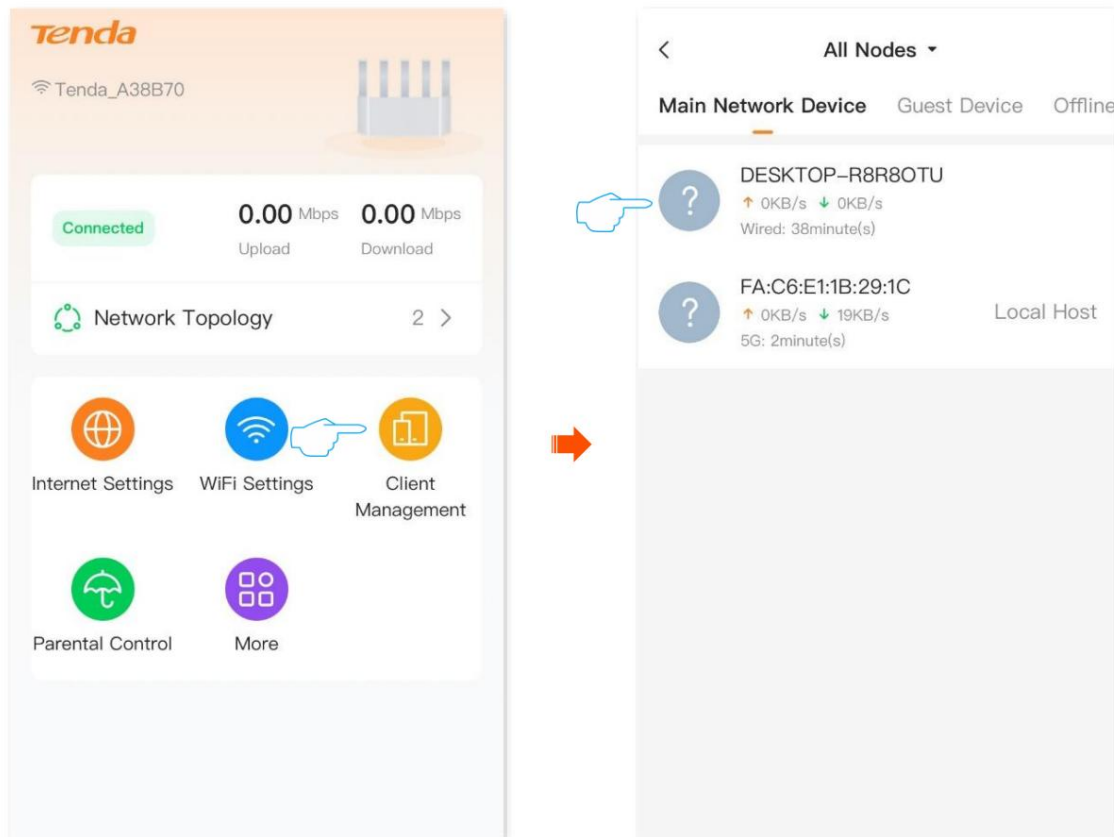 Tenda
Tenda_A38B70
Connected
0.00 Mbps
Upload
0.00 Mbps
Download
Network Topology
2
Internet Settings
WiFi Settings
Client
Management
Parental Control
More
All Nodes
Main Network Device
Guest Device
Offline
DESKTOP-R8R8OTU
↑ 0KB/s ↓ 0KB/s
Wired: 38minute(s)
FA:C6:E1:1B:29:1C
↑ 0KB/s ↓ 19KB/s
5G: 2minute(s)
Local Host